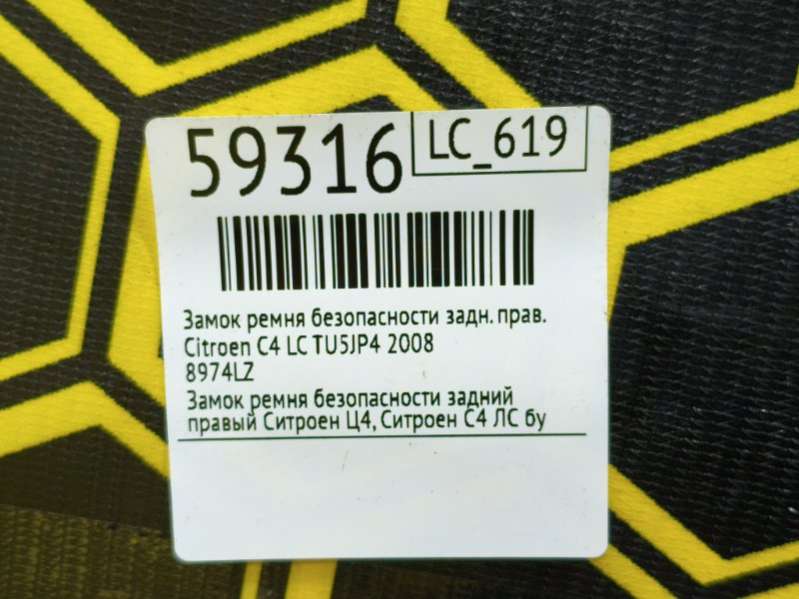 59316
LC_619
Замок ремня безопасности задн. прав.
Citroen C4 LC TU5JP4 2008
8974LZ
Замок ремня безопасности задний
правый Ситроен Ц4, Ситроен С4 ЛС бу